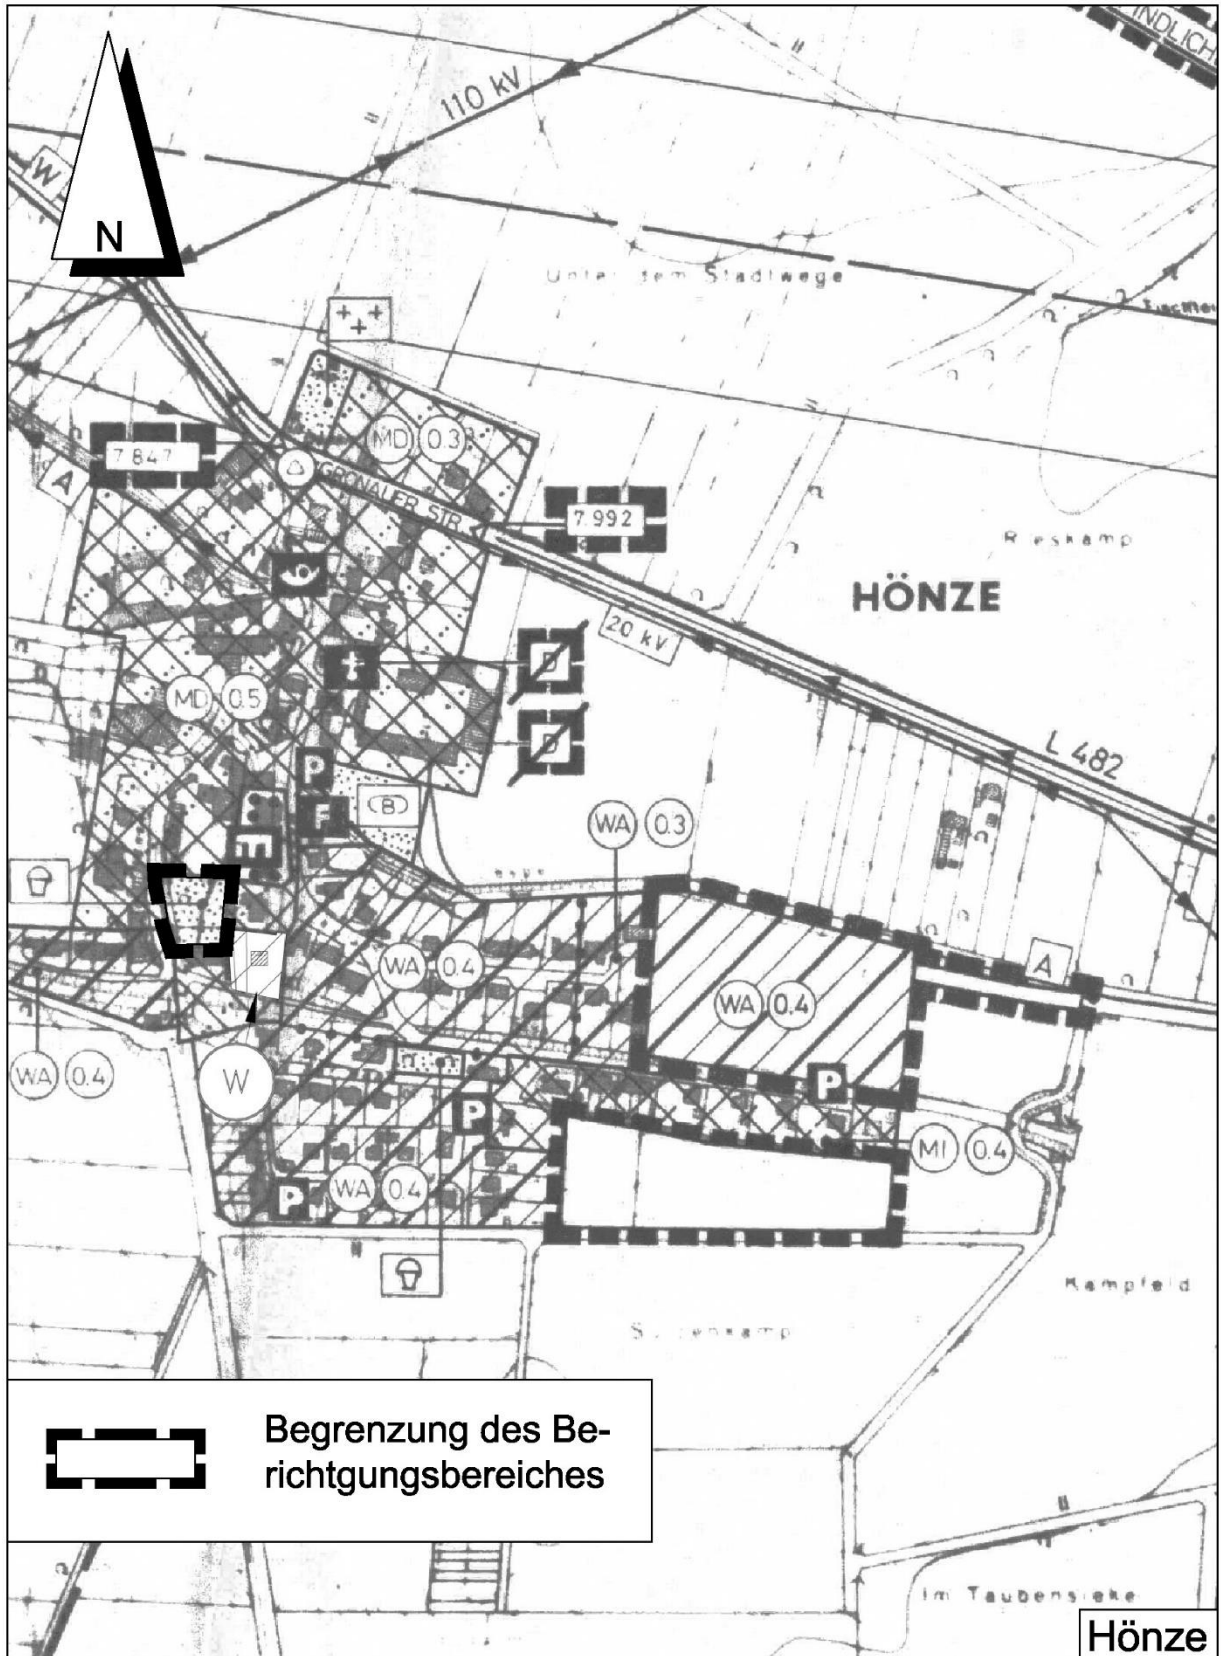 INDLICH
110 kV
W
N
Unter dem Stadtwege
MD 0.3
7.847
A
GRONAUER STR.
7.992
Rieskamp
HÖNZE
20 kV
D
MD 0.5
D
L 482
P
F
(B)
WA 0.3
E
WA 0.4
A
WA 0.4
WA 0.4
W
P
P
MI 0.4
WA 0.4
P
Kampfeld
Begrenzung des Be-
richtgungsbereiches
Im Taubensieke
Hönze